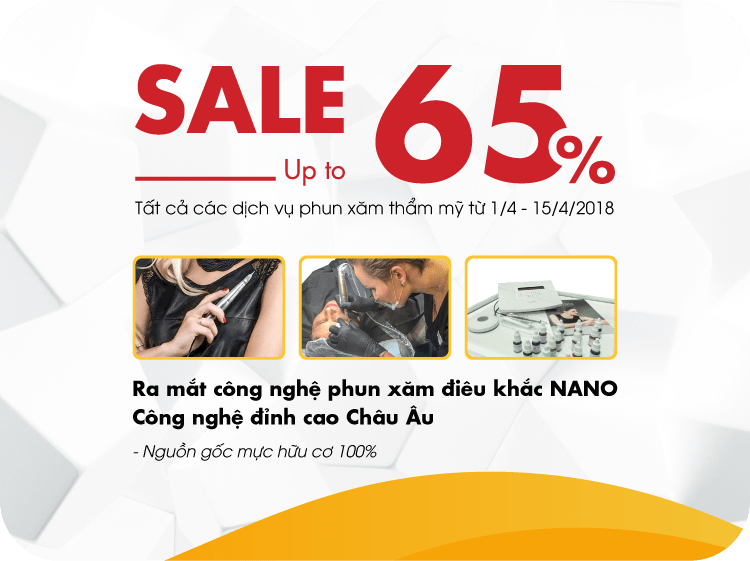 SALE
Up to
65%
Tất cả các dịch vụ phun xăm thẩm mỹ từ 1/4 - 15/4/2018
Ra mắt công nghệ phun xăm điêu khắc NANO
Công nghệ đỉnh cao Châu Âu
- Nguồn gốc mực hữu cơ 100%